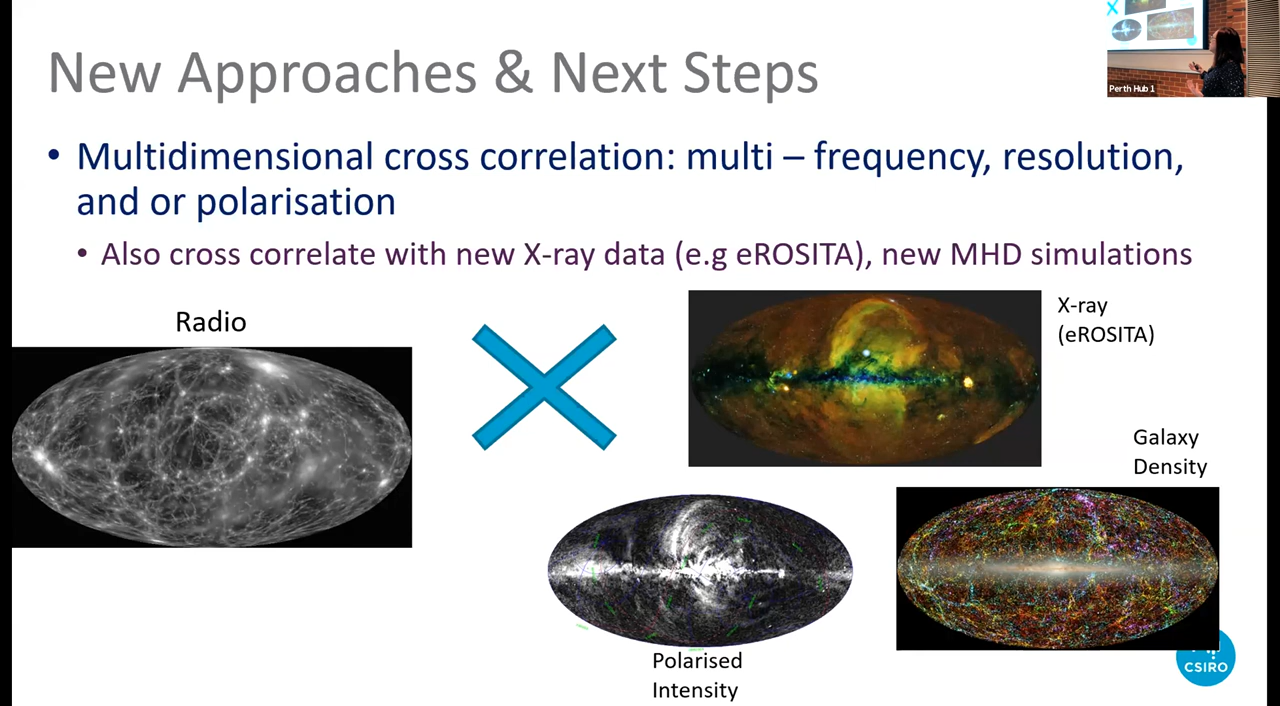 New Approaches & Next Steps
Perth Hub 1
• Multidimensional cross correlation: multi – frequency, resolution,
and or polarisation
• Also cross correlate with new X-ray data (e.g eROSITA), new MHD simulations
Radio
X-ray
(eROSITA)
Galaxy
Density
Polarised
Intensity
CSIRO